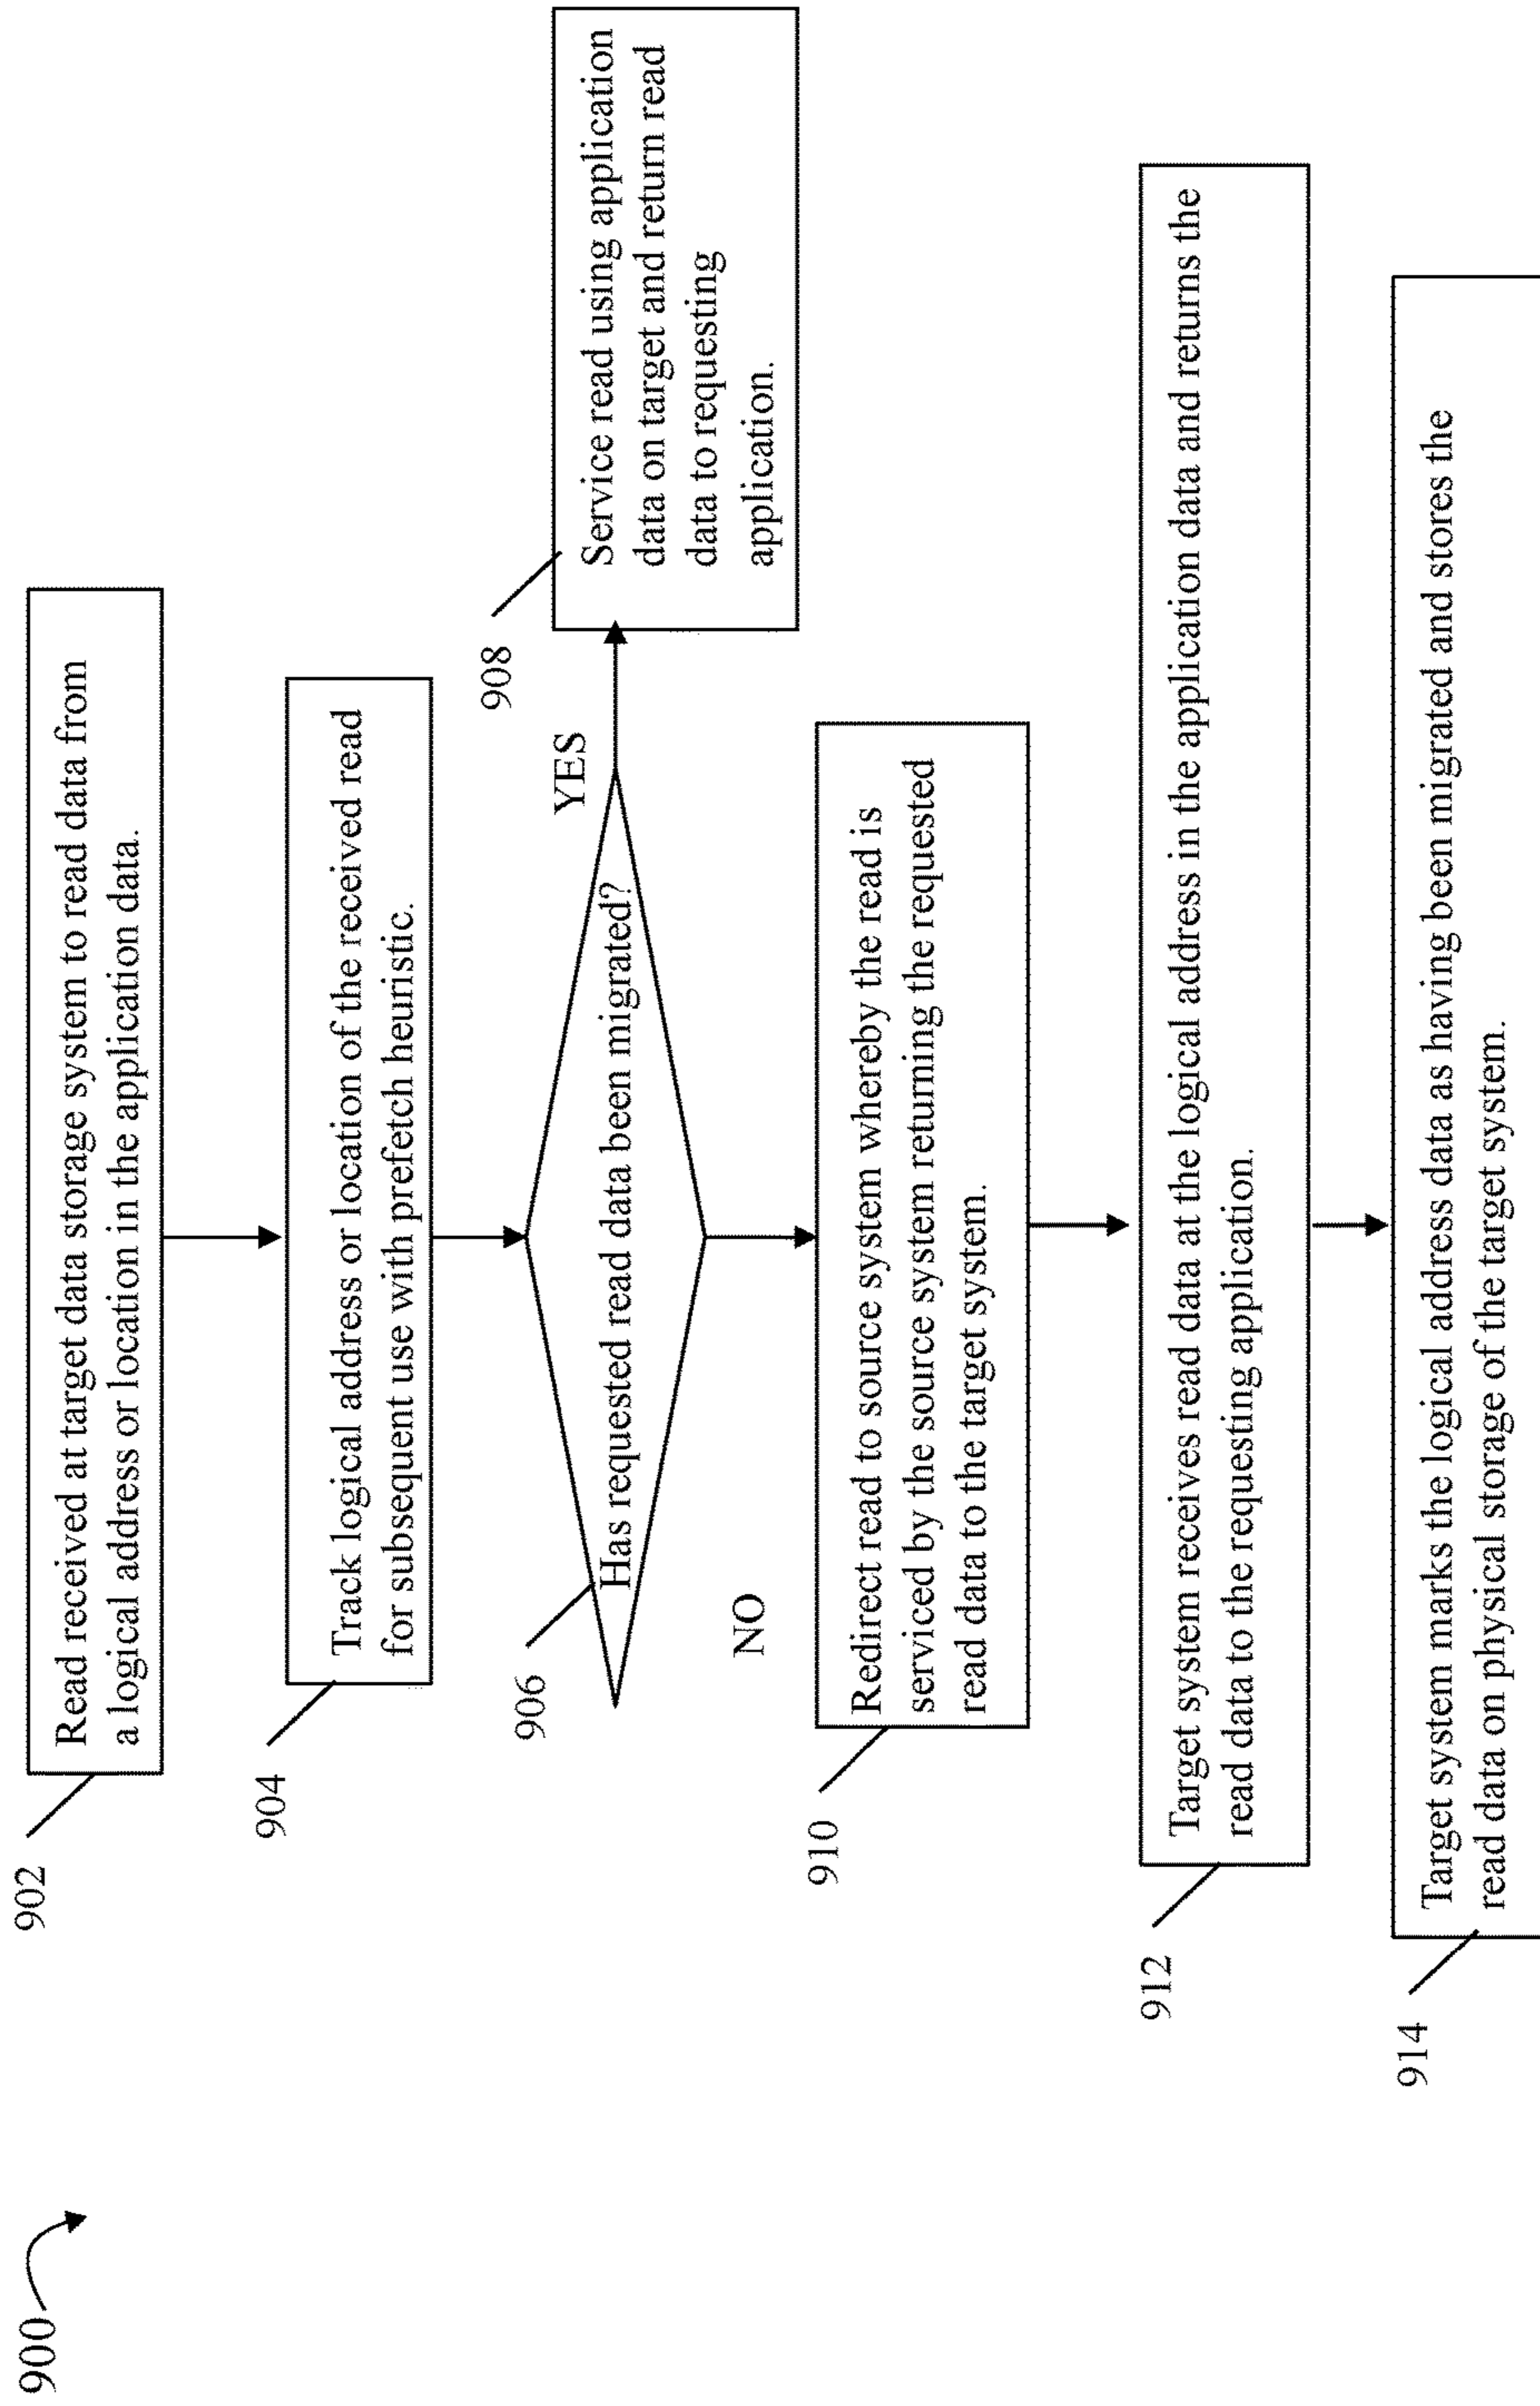 900
902
Read received at target data storage system to read data from
a logical address or location in the application data.
904
Track logical address or location of the received read
for subsequent use with prefetch heuristic.
906
Has requested read data been migrated?
YES
908
Service read using application
data on target and return read
data to requesting
application.
NO
910
Redirect read to source system whereby the read is
serviced by the source system returning the requested
read data to the target system.
912
Target system receives read data at the logical address in the application data and returns the
read data to the requesting application.
914
Target system marks the logical address data as having been migrated and stores the
read data on physical storage of the target system.